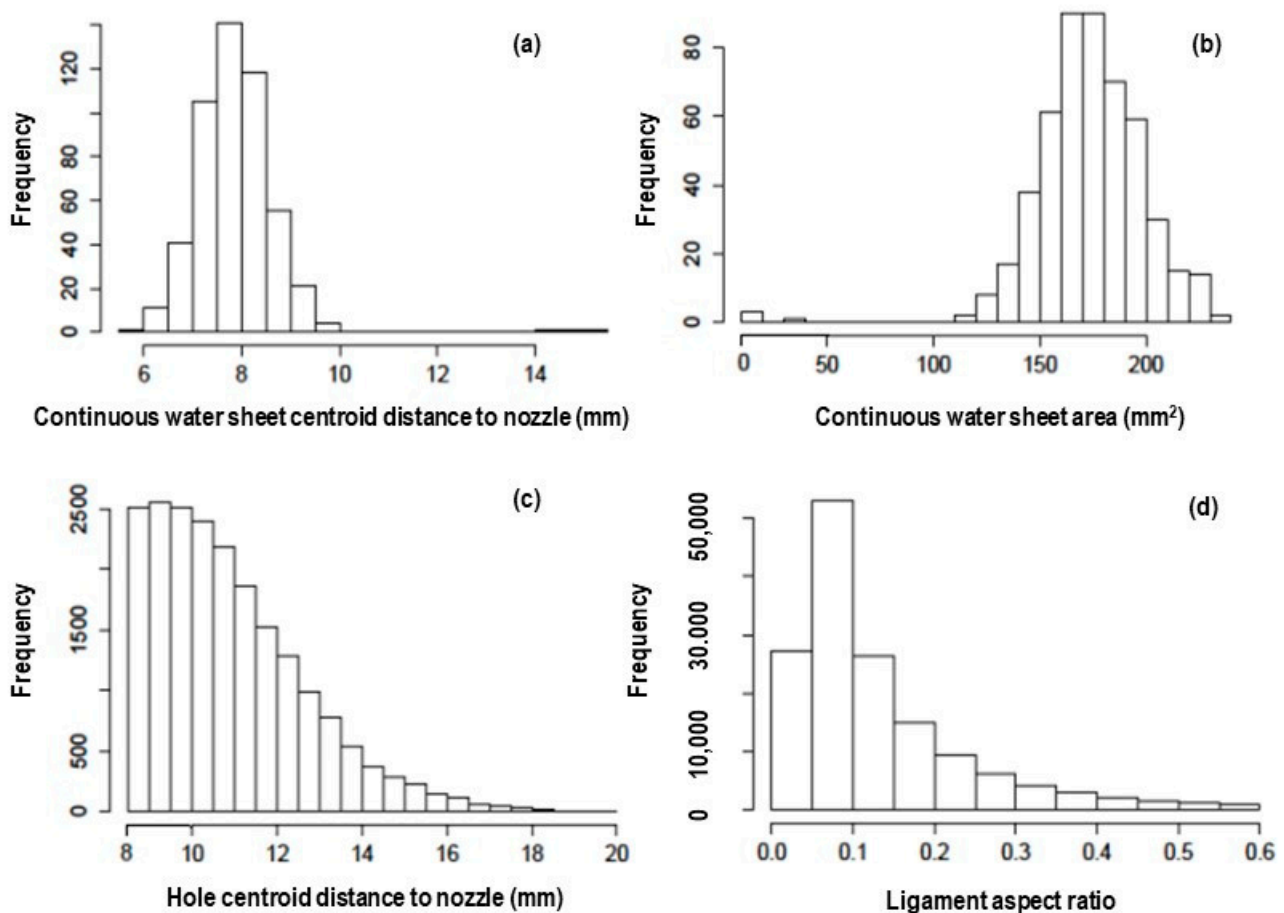 (a)
Frequency
0 20 40 60 80 120
6 8 10 12 14
Continuous water sheet centroid distance to nozzle (mm)
(b)
Frequency
0 20 40 60 80
0 50 100 150 200
Continuous water sheet area (mm²)
(c)
Frequency
0 500 1500 2500
8 10 12 14 16 18 20
Hole centroid distance to nozzle (mm)
(d)
Frequency
0 10,000 30.000 50,000
0.0 0.1 0.2 0.3 0.4 0.5 0.6
Ligament aspect ratio